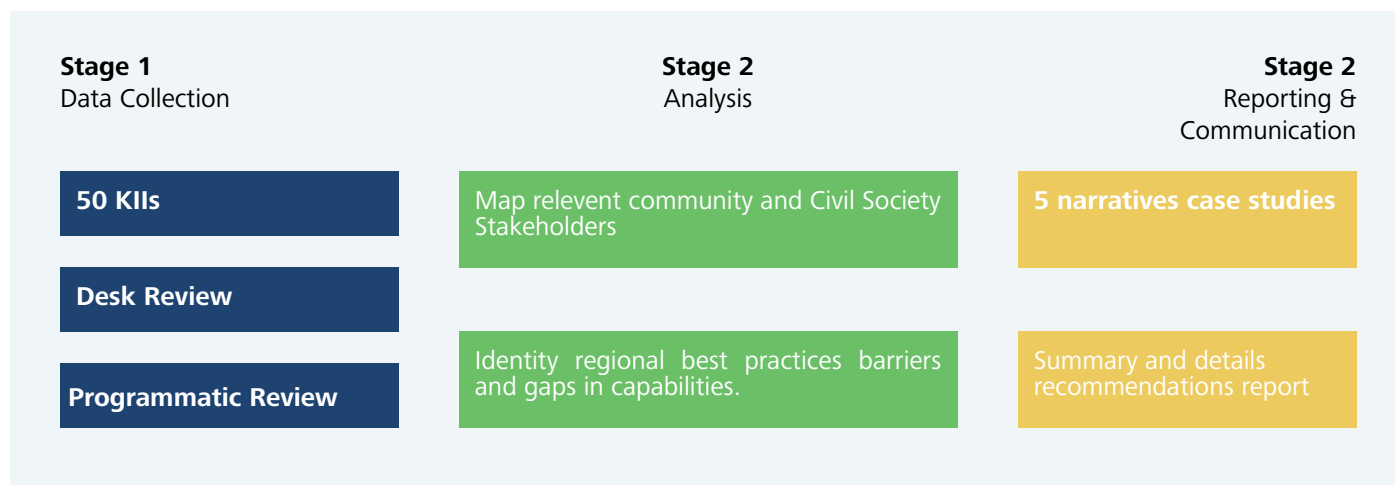 Stage 1
Data Collection
Stage 2
Analysis
Stage 2
Reporting &
Communication
50 KIIs
Desk Review
Programmatic Review
Map relevent community and Civil Society
Stakeholders
Identity regional best practices barriers
and gaps in capabilities.
5 narratives case studies
Summary and details
recommendations report